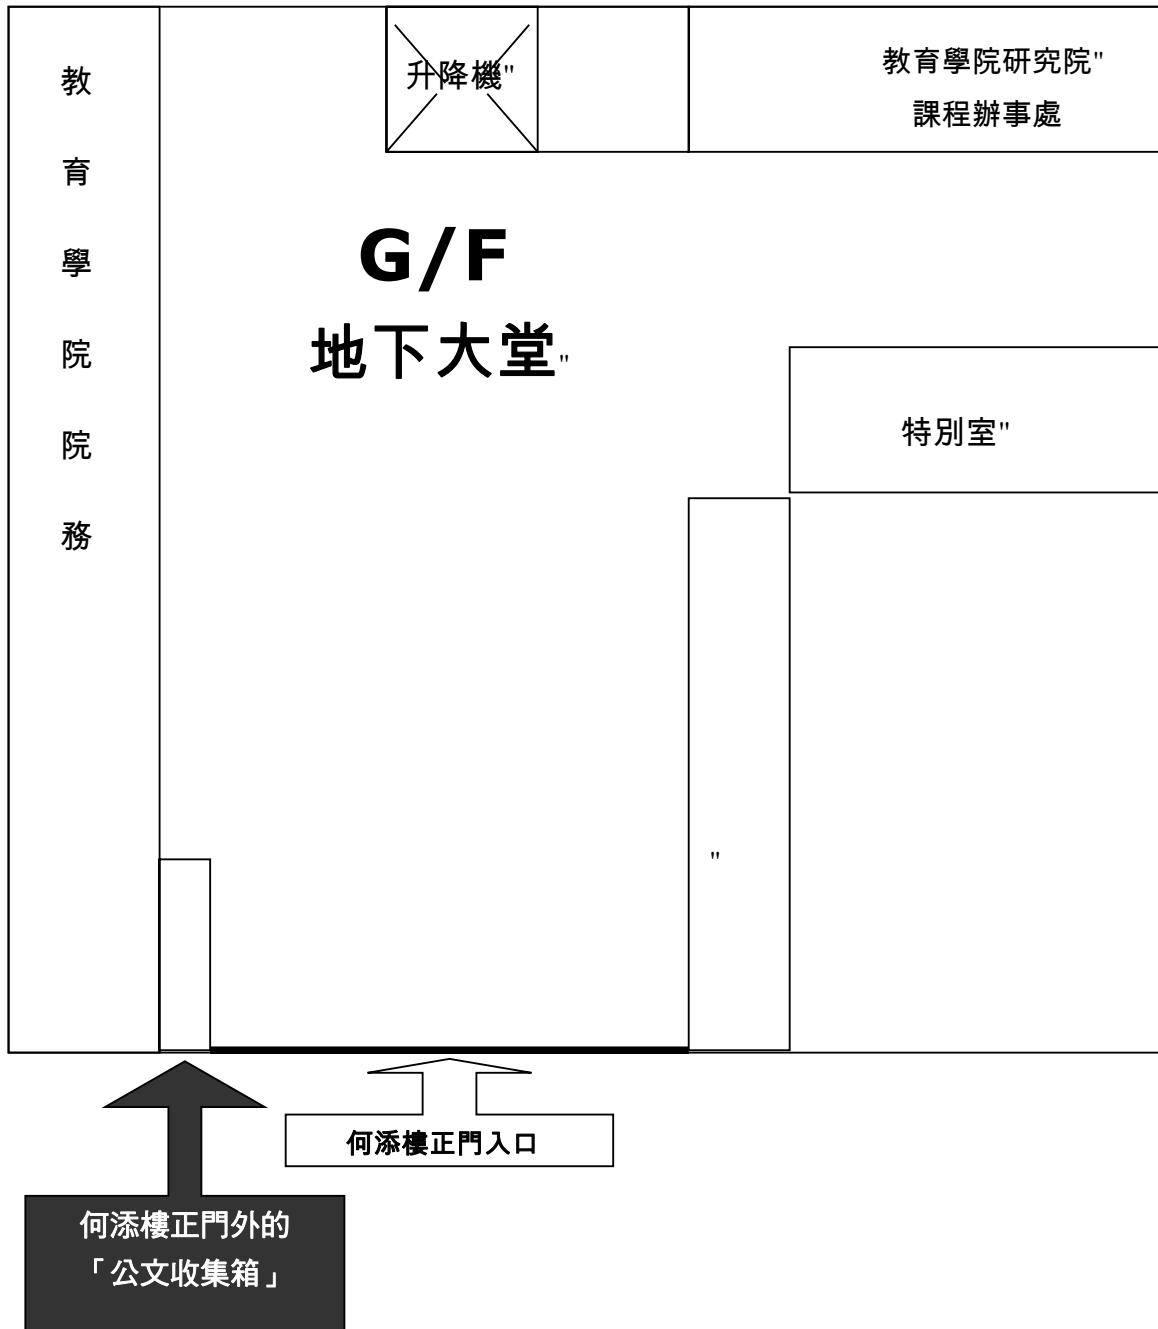 教育學院院務
升降機"
教育學院研究院"
課程辦事處
G/F
地下大堂"
特別室"
"
何添樓正門入口
何添樓正門外的
「公文收集箱」